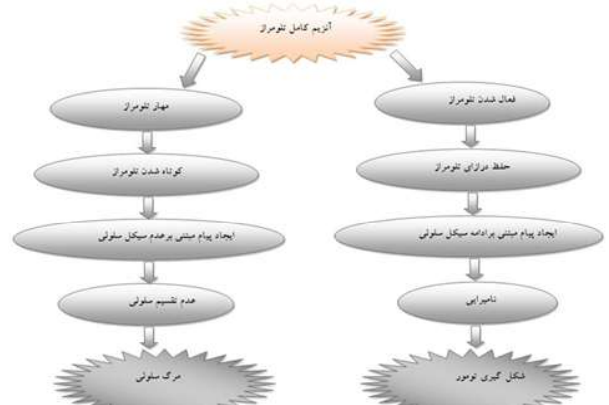 آنزیم کامل تلومراز
فعال شدن تلومراز
حفظ درازای تلومراز
ایجاد پیام مبتنی برادامه سیکل سلولی
نامیرایی
شکل گیری تومور
مهار تلومراز
کوتاه شدن تلومراز
ایجاد پیام مبتنی برعدم سیکل سلولی
عدم تقسیم سلولی
مرگ سلولی